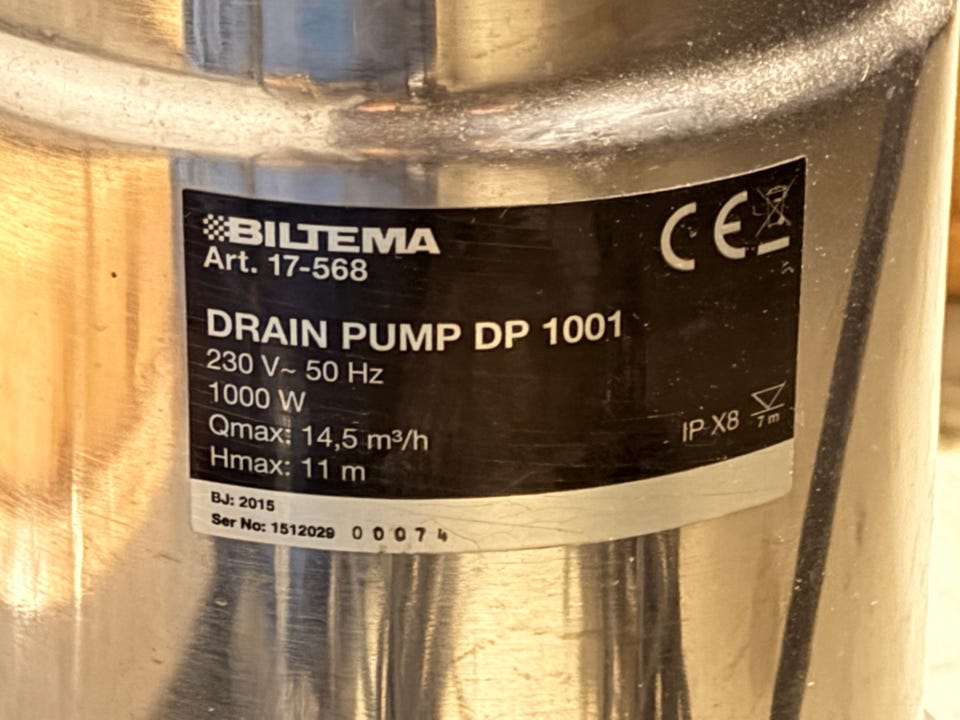 BILTEMA
Art. 17-568
CE
DRAIN PUMP DP 1001
230 V~ 50 Hz
1000 W
Qmax: 14,5 m³/h
Hmax: 11 m
IP X8
7 m
BJ: 2015
Ser No: 1512029 00074